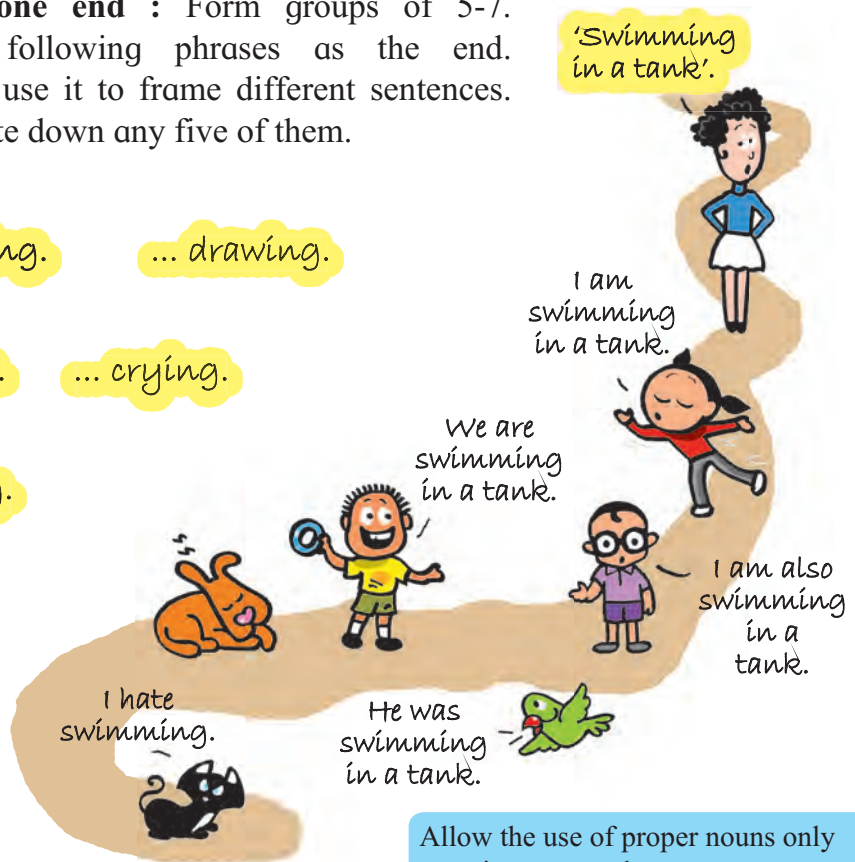 one end : Form groups of 5-7.
following phrases as the end.
use it to frame different sentences.
down any five of them.
'Swimming
in a tank'.
... drawing.
... crying.
I am
swimming
in a tank.
We are
swimming
in a tank.
I am also
swimming
in a
tank.
I hate
swimming.
He was
swimming
in a tank.
Allow the use of proper nouns only